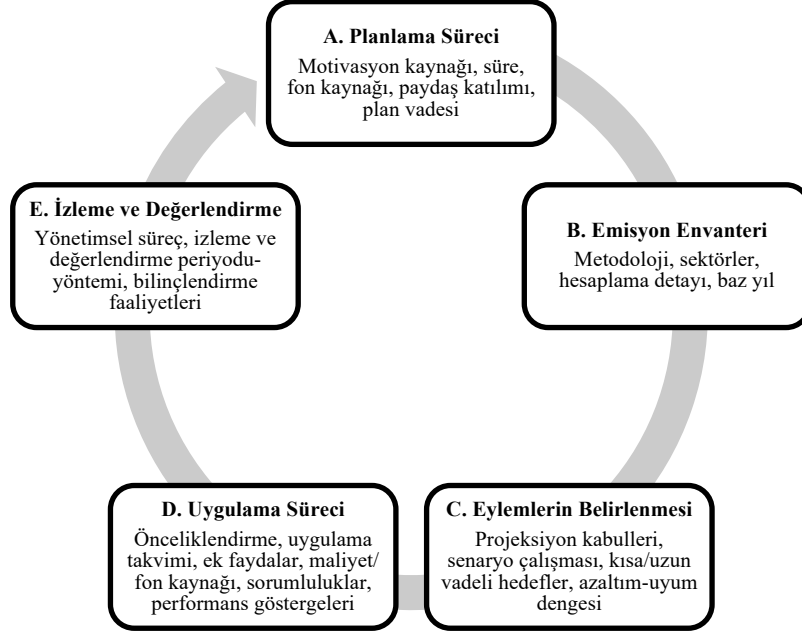 A. Planlama Süreci
Motivasyon kaynağı, süre,
fon kaynağı, paydaş katılımı,
plan vadesi
B. Emisyon Envanteri
Metodoloji, sektörler,
hesaplama detayı, baz yıl
C. Eylemlerin Belirlenmesi
Projeksiyon kabulleri,
senaryo çalışması, kısa/uzun
vadeli hedefler, azaltım-uyum
dengesi
D. Uygulama Süreci
Önceliklendirme, uygulama
takvimi, ek faydalar, maliyet/
fon kaynağı, sorumluluklar,
performans göstergeleri
E. İzleme ve Değerlendirme
Yönetimsel süreç, izleme ve
değerlendirme periyodu-
yöntemi, bilinçlendirme
faaliyetleri